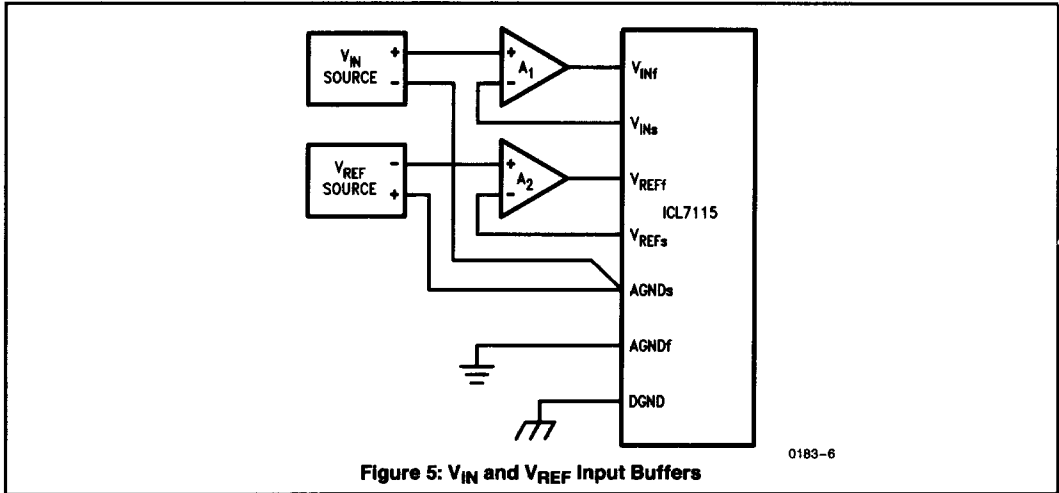 V_IN
SOURCE
+
-
+
-
A_1
V_INf
V_INs
V_REF
SOURCE
-
+
+
-
A_2
V_REFf
ICL7115
V_REFs
AGNDs
AGNDf
DGND
0183-6
Figure 5: V_IN and V_REF Input Buffers